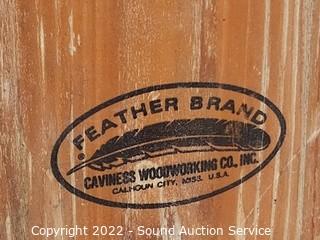 FEATHER BRAND
CAVINESS WOODWORKING CO., INC.
CALHOUN CITY, MISS. U.S.A.
Copyright 2022 - Sound Auction Service